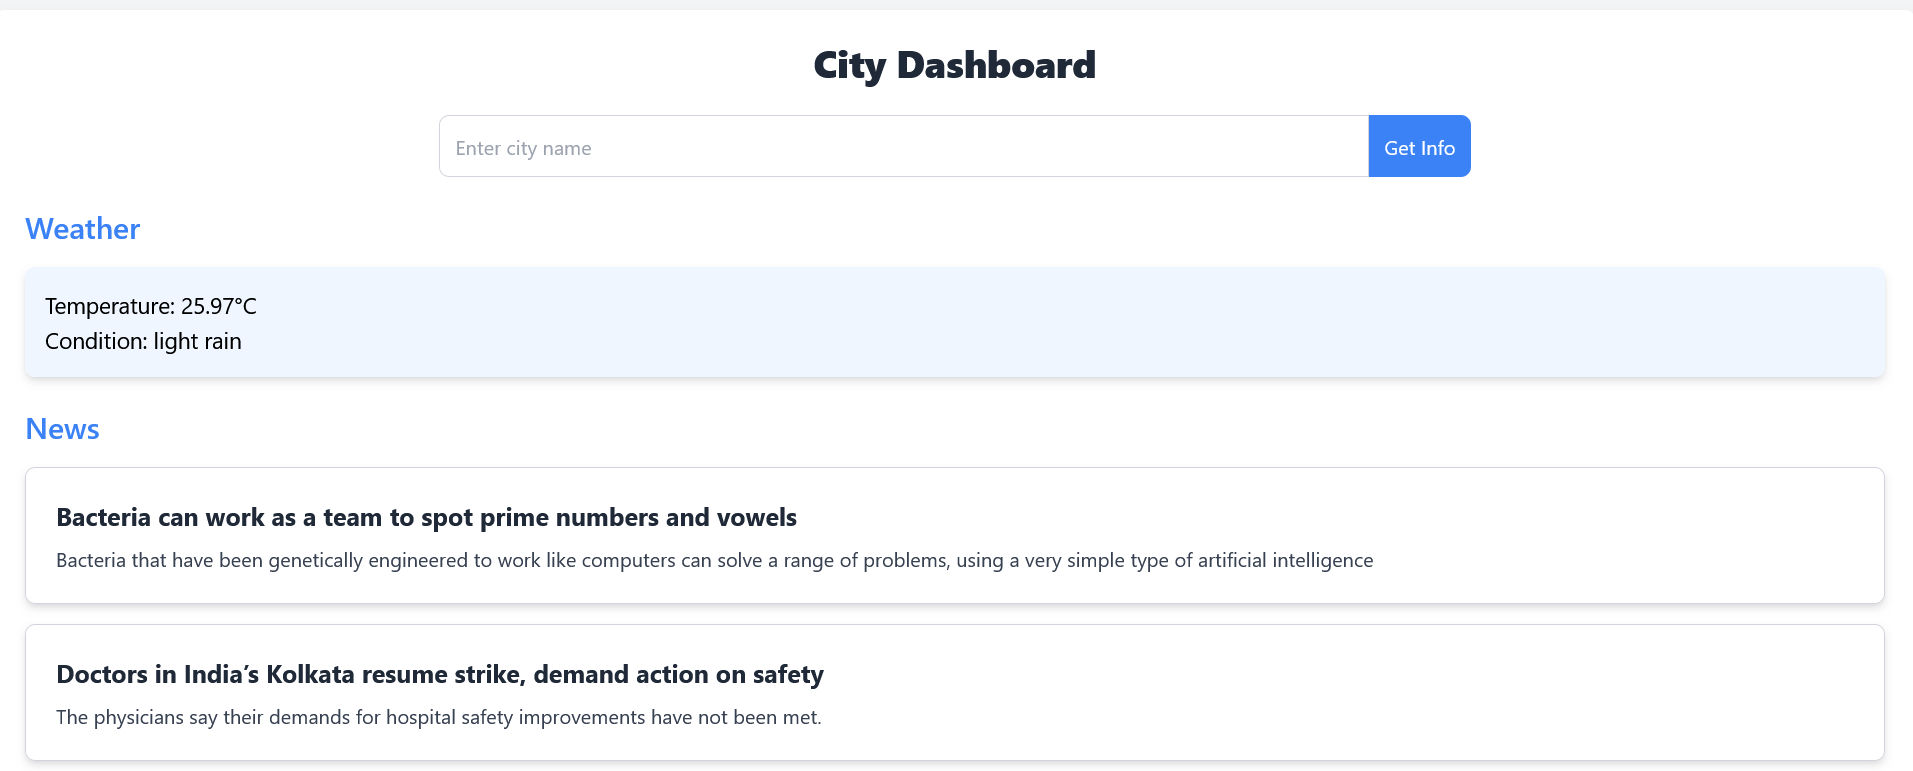 City Dashboard
Enter city name
Get Info
Weather
Temperature: 25.97°C
Condition: light rain
News
Bacteria can work as a team to spot prime numbers and vowels
Bacteria that have been genetically engineered to work like computers can solve a range of problems, using a very simple type of artificial intelligence
Doctors in India’s Kolkata resume strike, demand action on safety
The physicians say their demands for hospital safety improvements have not been met.